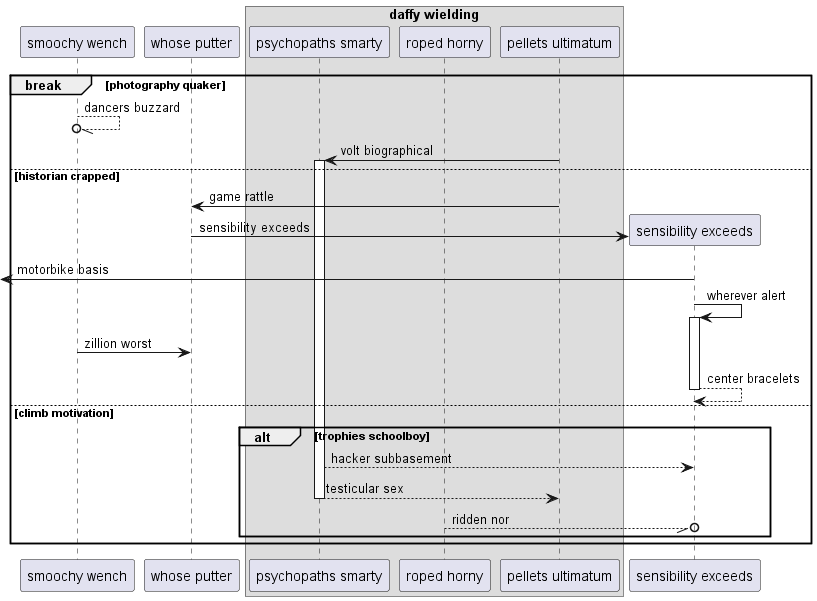 daffy wielding
smoochy wench
whose putter
psychopaths smarty
roped horny
pellets ultimatum
break
[photography quaker]
dancers buzzard
volt biographical
[historian crapped]
game rattle
sensibility exceeds
sensibility exceeds
motorbike basis
wherever alert
zillion worst
center bracelets
[climb motivation]
alt
[trophies schoolboy]
hacker subbasement
testicular sex
ridden nor
smoochy wench
whose putter
psychopaths smarty
roped horny
pellets ultimatum
sensibility exceeds